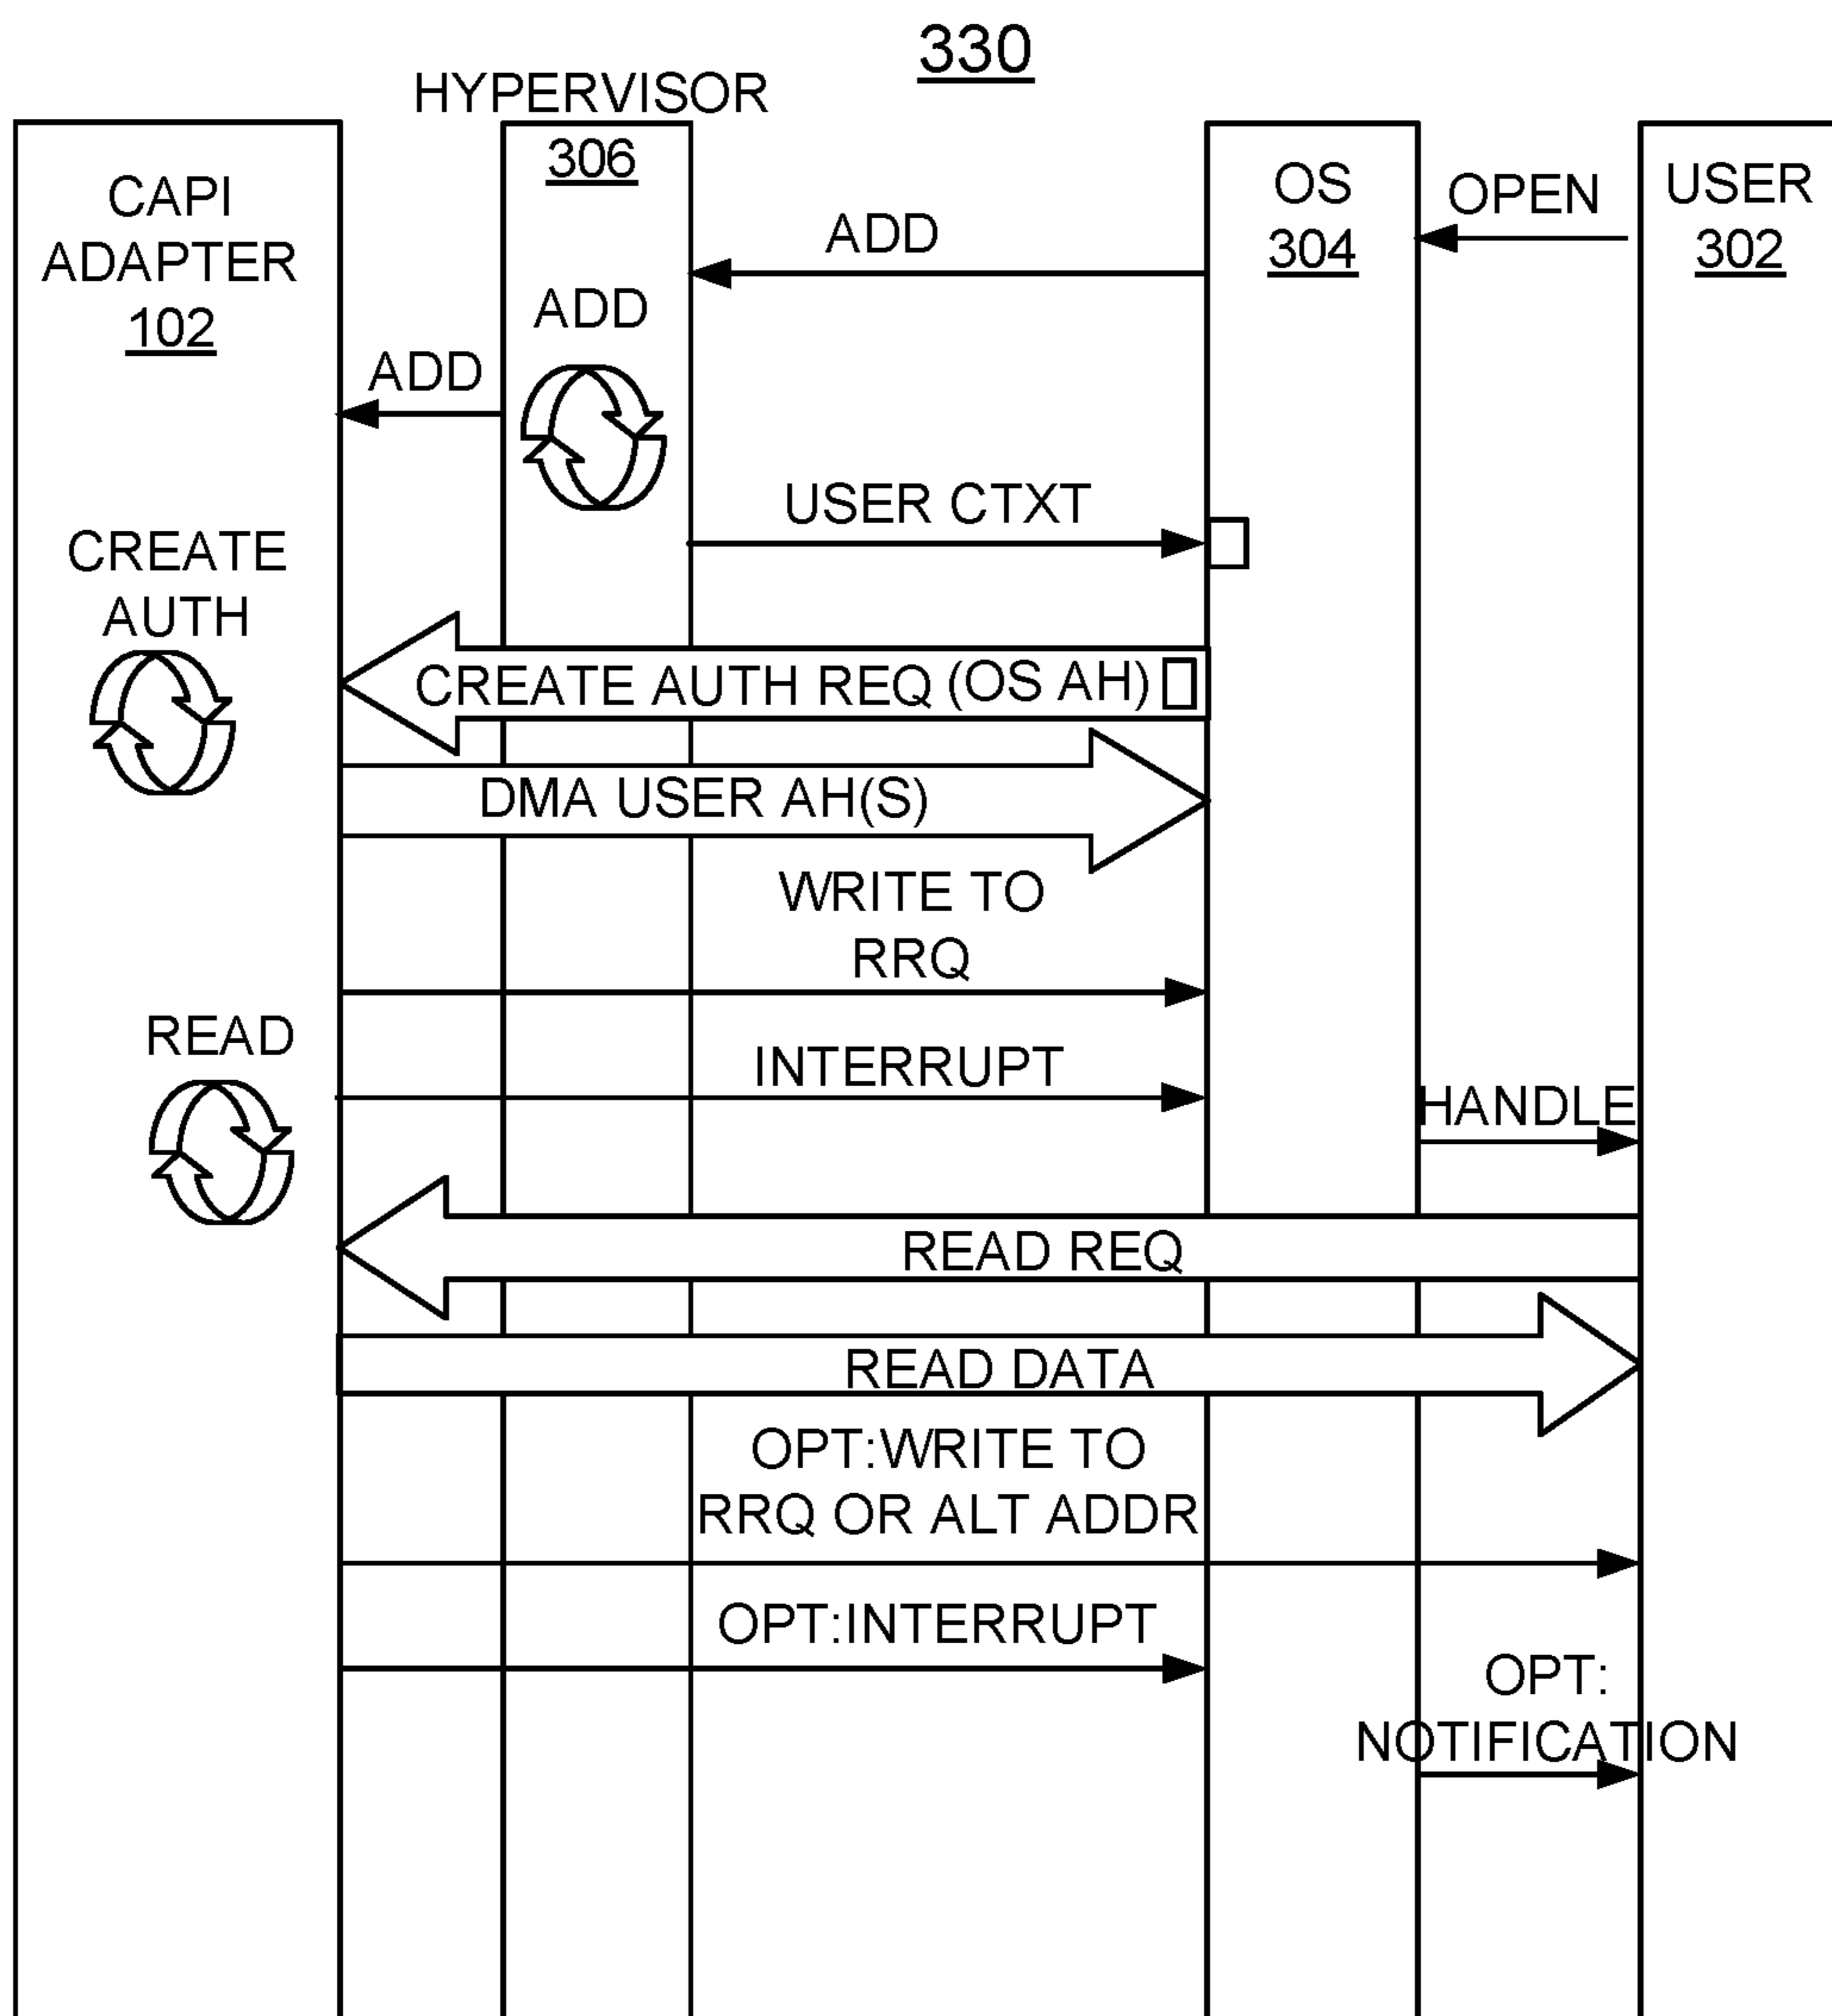 330
HYPERVISOR
306
CAPI
ADAPTER
102
OS
304
OPEN
USER
302
ADD
ADD
ADD
USER CTXT
CREATE
AUTH
CREATE AUTH REQ (OS AH)
DMA USER AH(S)
WRITE TO
RRQ
READ
INTERRUPT
HANDLE
READ REQ
READ DATA
OPT:WRITE TO
RRQ OR ALT ADDR
OPT:INTERRUPT
OPT:
NOTIFICATION